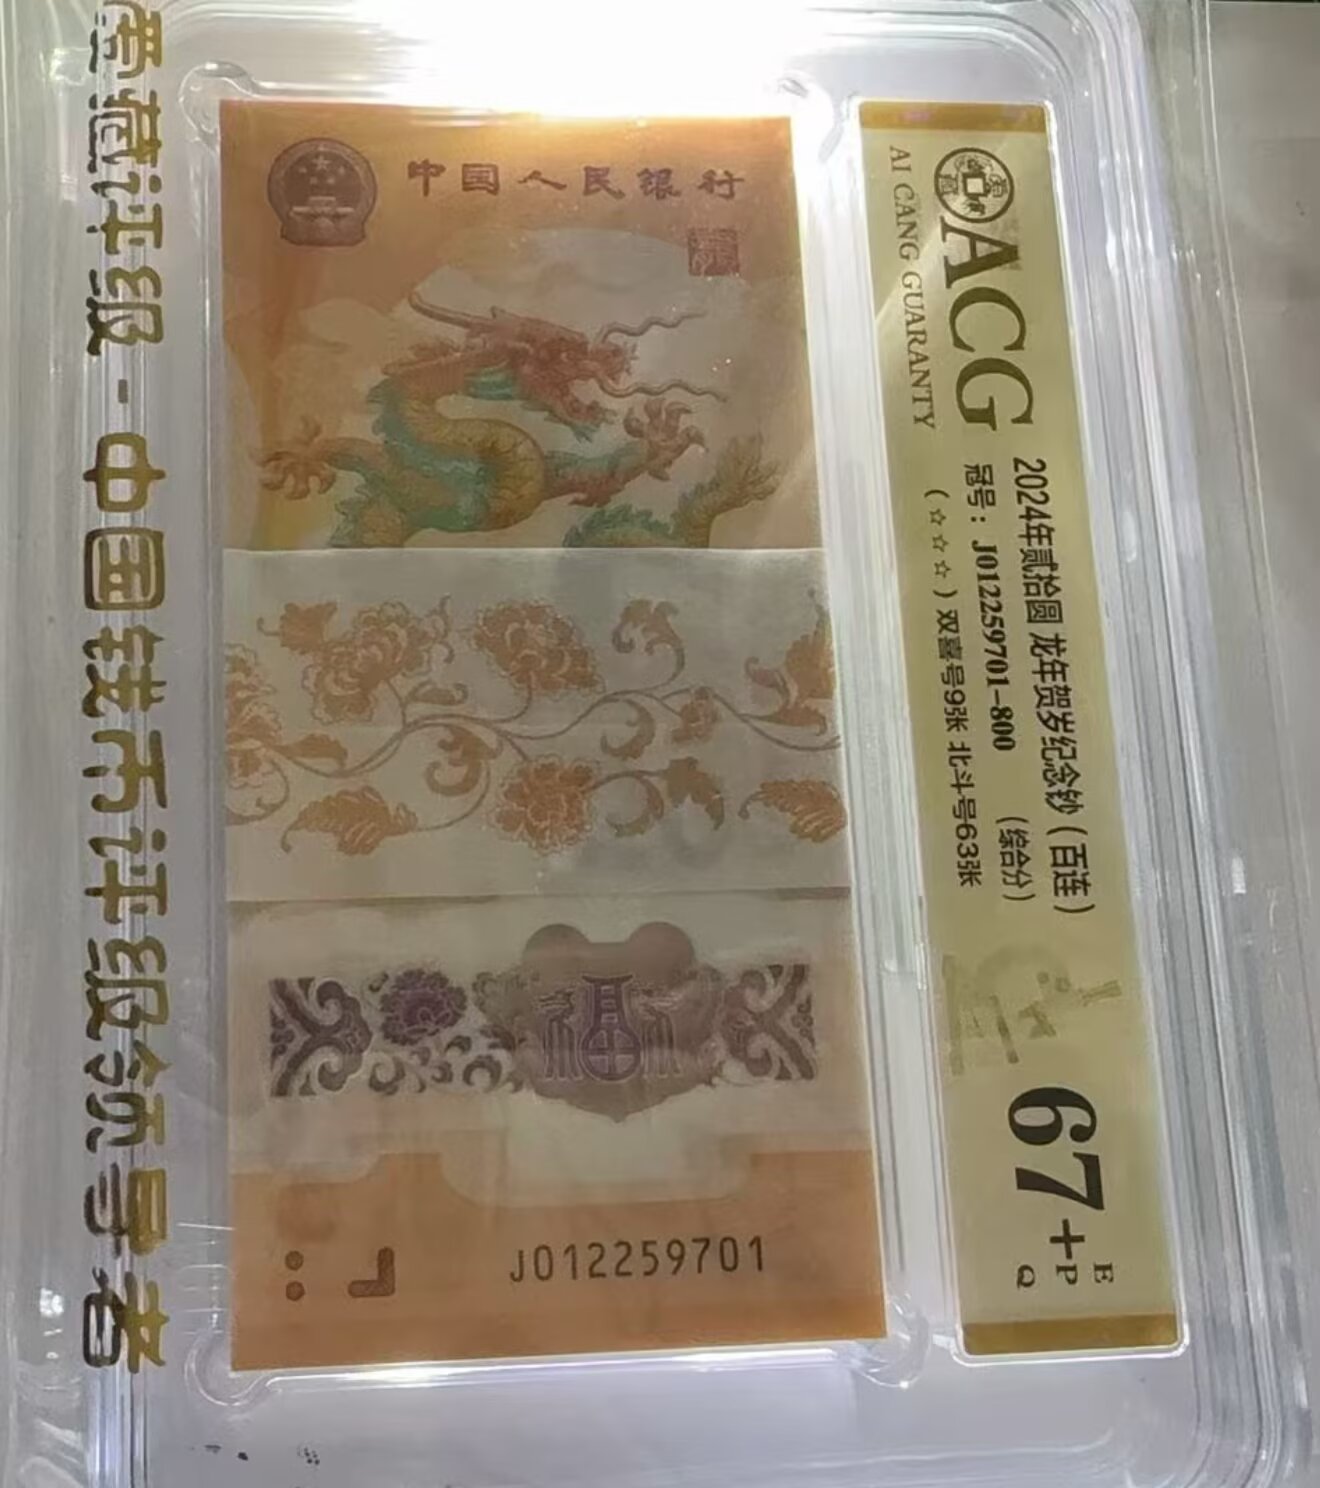 爱藏评级-中国钱币评级领导者
中国人民银行
福
J012259701
ACG
AI CANG GUARANTY
2024年贰拾圆 龙年贺岁纪念钞（百连）
冠号：J012259701-800 （综合分）
（☆☆☆）双喜号9张 北斗号63张
67+
E
P
Q